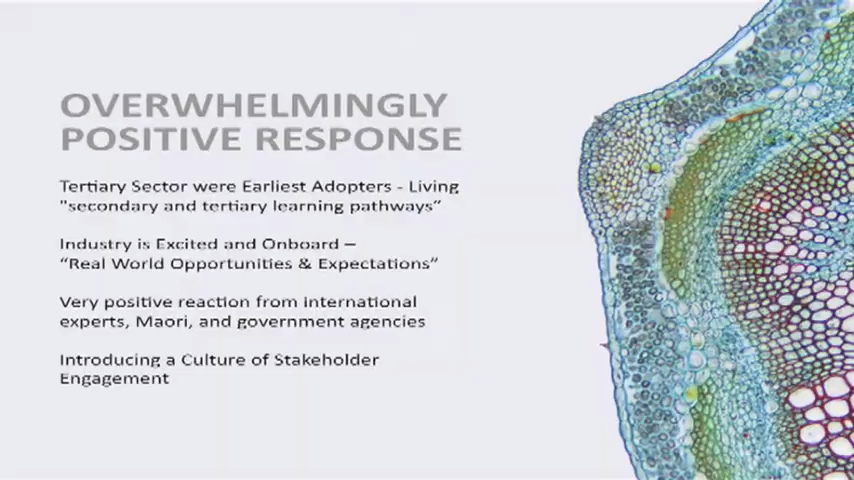 OVERWHELMINGLY
POSITIVE RESPONSE
Tertiary Sector were Earliest Adopters - Living
"secondary and tertiary learning pathways”
Industry is Excited and Onboard –
“Real World Opportunities & Expectations”
Very positive reaction from international
experts, Maori, and government agencies
Introducing a Culture of Stakeholder
Engagement